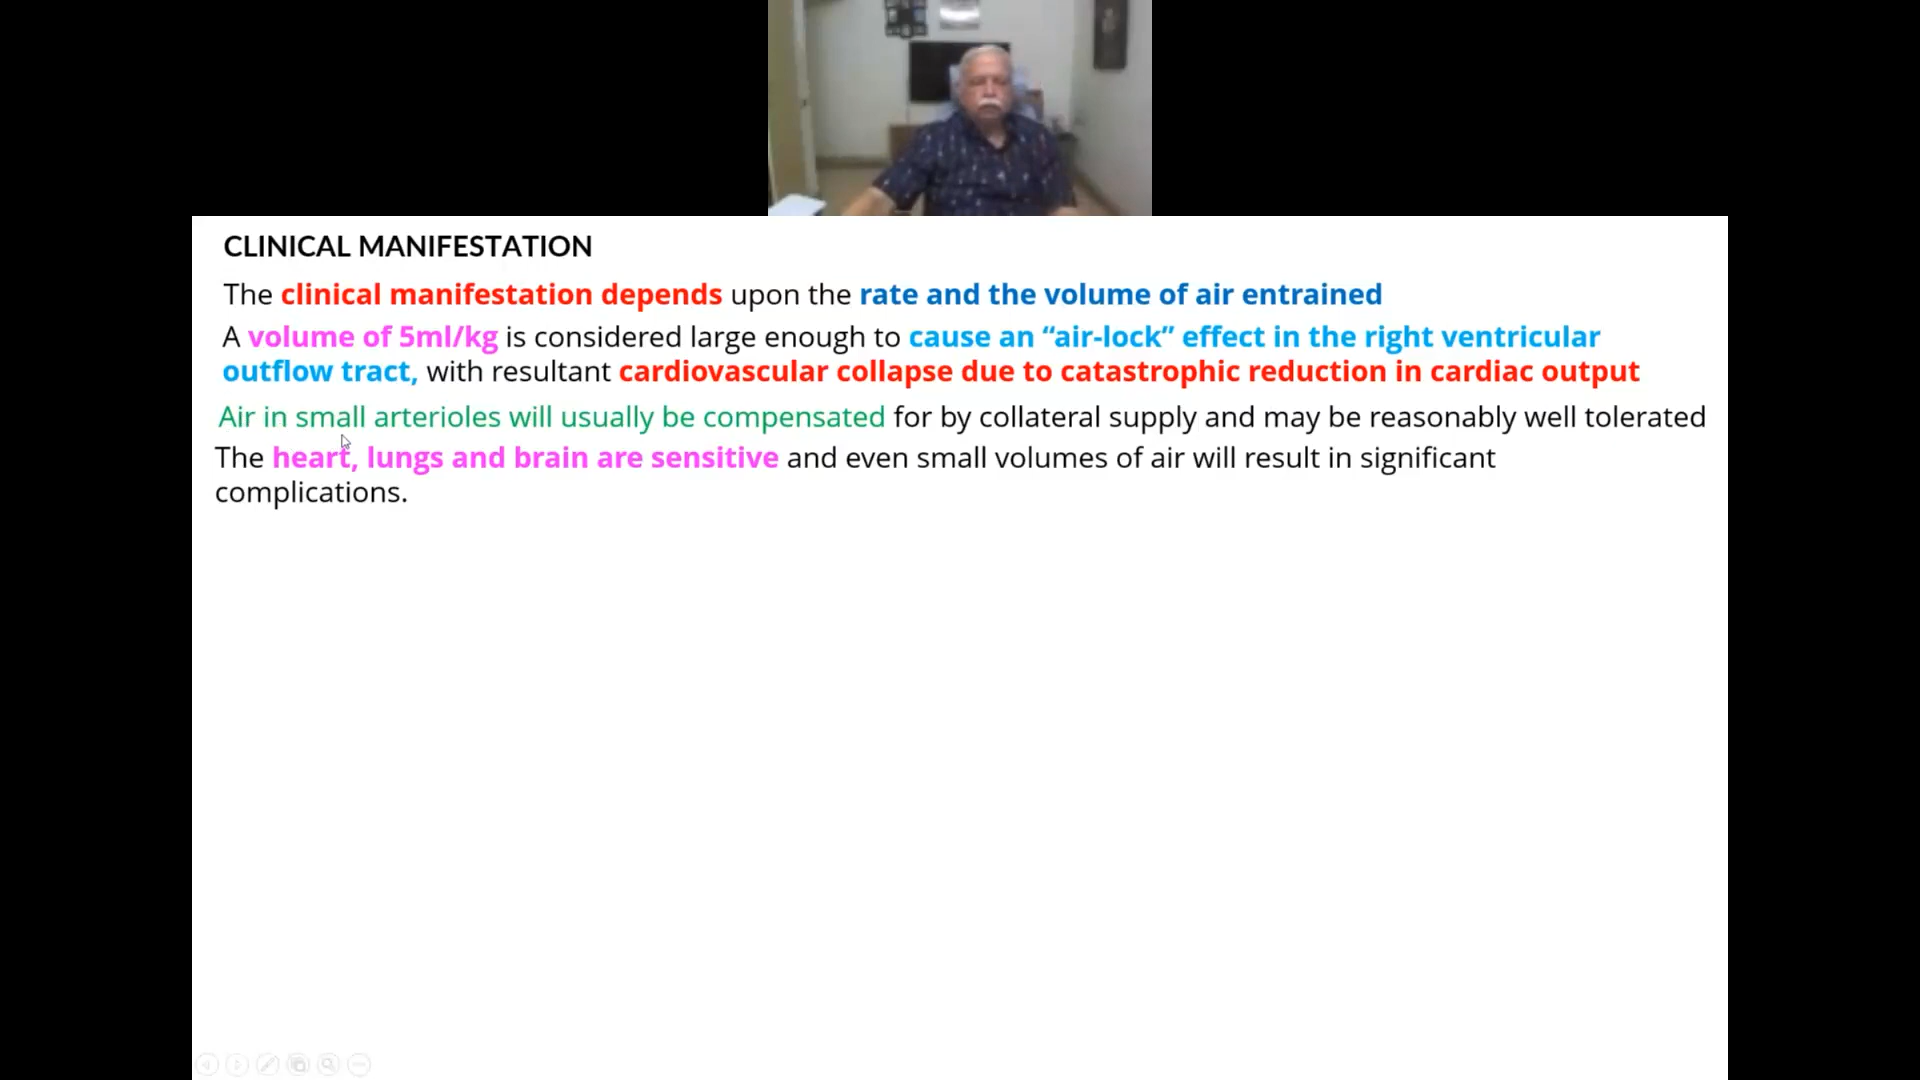 CLINICAL MANIFESTATION
The clinical manifestation depends upon the rate and the volume of air entrained
A volume of 5ml/kg is considered large enough to cause an “air-lock” effect in the right ventricular
outflow tract, with resultant cardiovascular collapse due to catastrophic reduction in cardiac output
Air in small arterioles will usually be compensated for by collateral supply and may be reasonably well tolerated
The heart, lungs and brain are sensitive and even small volumes of air will result in significant
complications.